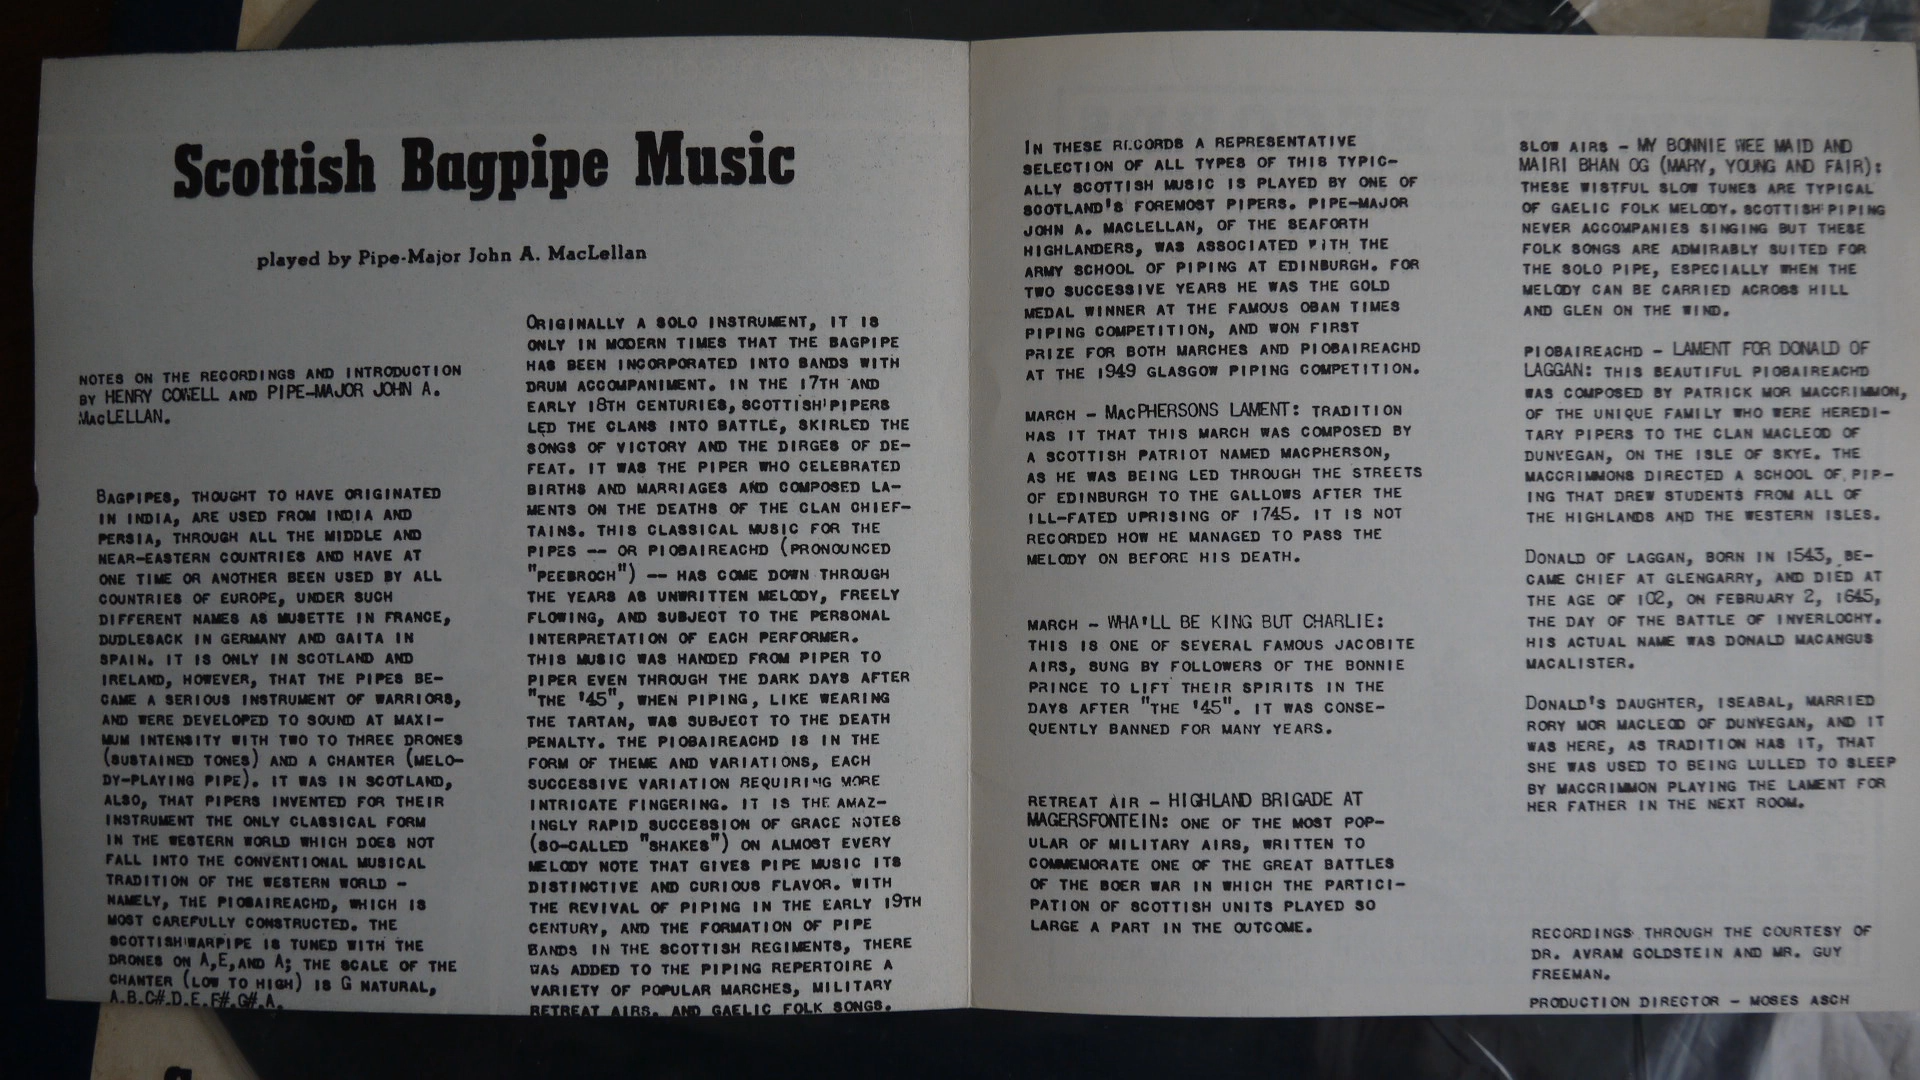 Scottish Bagpipe Music
played by Pipe-Major John A. MacLellan
NOTES ON THE RECORDINGS AND INTRODUCTION
BY HENRY COWELL AND PIPE-MAJOR JOHN A.
MACLELLAN.
BAGPIPES, THOUGHT TO HAVE ORIGINATED
IN INDIA, ARE USED FROM INDIA AND
PERSIA, THROUGH ALL THE MIDDLE AND
NEAR-EASTERN COUNTRIES AND HAVE AT
ONE TIME OR ANOTHER BEEN USED BY ALL
COUNTRIES OF EUROPE, UNDER SUCH
DIFFERENT NAMES AS MUSETTE IN FRANCE,
DUDLESACK IN GERMANY AND GAITA IN
SPAIN. IT IS ONLY IN SCOTLAND AND
IRELAND, HOWEVER, THAT THE PIPES BE-
CAME A SERIOUS INSTRUMENT OF WARRIORS,
AND WERE DEVELOPED TO SOUND AT MAXI-
MUM INTENSITY WITH TWO TO THREE DRONES
(SUSTAINED TONES) AND A CHANTER (MELO-
DY-PLAYING PIPE). IT WAS IN SCOTLAND,
ALSO, THAT PIPERS INVENTED FOR THEIR
INSTRUMENT THE ONLY CLASSICAL FORM
IN THE WESTERN WORLD WHICH DOES NOT
FALL INTO THE CONVENTIONAL MUSICAL
TRADITION OF THE WESTERN WORLD -
NAMELY, THE PIOBAIREACHD, WHICH IS
MOST CAREFULLY CONSTRUCTED. THE
SCOTTISH WARPIPE IS TUNED WITH THE
DRONES ON A,E,AND A; THE SCALE OF THE
CHANTER (LOW TO HIGH) IS G NATURAL,
A.B.C#.D.E.F#.G#.A.
ORIGINALLY A SOLO INSTRUMENT, IT IS
ONLY IN MODERN TIMES THAT THE BAGPIPE
HAS BEEN INCORPORATED INTO BANDS WITH
DRUM ACCOMPANIMENT. IN THE 17TH AND
EARLY 18TH CENTURIES, SCOTTISH PIPERS
LED THE CLANS INTO BATTLE, SKIRLED THE
SONGS OF VICTORY AND THE DIRGES OF DE-
FEAT. IT WAS THE PIPER WHO CELEBRATED
BIRTHS AND MARRIAGES AND COMPOSED LA-
MENTS ON THE DEATHS OF THE CLAN CHIEF-
TAINS. THIS CLASSICAL MUSIC FOR THE
PIPES -- OR PIOBAIREACHD (PRONOUNCED
"PEEBROCH") -- HAS COME DOWN THROUGH
THE YEARS AS UNWRITTEN MELODY, FREELY
FLOWING, AND SUBJECT TO THE PERSONAL
INTERPRETATION OF EACH PERFORMER.
THIS MUSIC WAS HANDED FROM PIPER TO
PIPER EVEN THROUGH THE DARK DAYS AFTER
"THE '45", WHEN PIPING, LIKE WEARING
THE TARTAN, WAS SUBJECT TO THE DEATH
PENALTY. THE PIOBAIREACHD IS IN THE
FORM OF THEME AND VARIATIONS, EACH
SUCCESSIVE VARIATION REQUIRING MORE
INTRICATE FINGERING. IT IS THE AMAZ-
INGLY RAPID SUCCESSION OF GRACE NOTES
(SO-CALLED "SHAKES") ON ALMOST EVERY
MELODY NOTE THAT GIVES PIPE MUSIC ITS
DISTINCTIVE AND CURIOUS FLAVOR. WITH
THE REVIVAL OF PIPING IN THE EARLY 19TH
CENTURY, AND THE FORMATION OF PIPE
BANDS IN THE SCOTTISH REGIMENTS, THERE
WAS ADDED TO THE PIPING REPERTOIRE A
VARIETY OF POPULAR MARCHES, MILITARY
RETREAT AIRS, AND GAELIC FOLK SONGS.
IN THESE RECORDS A REPRESENTATIVE
SELECTION OF ALL TYPES OF THIS TYPIC-
ALLY SCOTTISH MUSIC IS PLAYED BY ONE OF
SCOTLAND'S FOREMOST PIPERS. PIPE-MAJOR
JOHN A. MACLELLAN, OF THE SEAFORTH
HIGHLANDERS, WAS ASSOCIATED WITH THE
ARMY SCHOOL OF PIPING AT EDINBURGH. FOR
TWO SUCCESSIVE YEARS HE WAS THE GOLD
MEDAL WINNER AT THE FAMOUS OBAN TIMES
PIPING COMPETITION, AND WON FIRST
PRIZE FOR BOTH MARCHES AND PIOBAIREACHD
AT THE 1949 GLASGOW PIPING COMPETITION.
MARCH - MACPHERSONS LAMENT: TRADITION
HAS IT THAT THIS MARCH WAS COMPOSED BY
A SCOTTISH PATRIOT NAMED MACPHERSON,
AS HE WAS BEING LED THROUGH THE STREETS
OF EDINBURGH TO THE GALLOWS AFTER THE
ILL-FATED UPRISING OF 1745. IT IS NOT
RECORDED HOW HE MANAGED TO PASS THE
MELODY ON BEFORE HIS DEATH.
MARCH - WHA'LL BE KING BUT CHARLIE:
THIS IS ONE OF SEVERAL FAMOUS JACOBITE
AIRS, SUNG BY FOLLOWERS OF THE BONNIE
PRINCE TO LIFT THEIR SPIRITS IN THE
DAYS AFTER "THE '45". IT WAS CONSE-
QUENTLY BANNED FOR MANY YEARS.
RETREAT AIR - HIGHLAND BRIGADE AT
MAGERSFONTEIN: ONE OF THE MOST POP-
ULAR OF MILITARY AIRS, WRITTEN TO
COMMEMORATE ONE OF THE GREAT BATTLES
OF THE BOER WAR IN WHICH THE PARTICI-
PATION OF SCOTTISH UNITS PLAYED SO
LARGE A PART IN THE OUTCOME.
SLOW AIRS - MY BONNIE WEE MAID AND
MAIRI BHAN OG (MARY, YOUNG AND FAIR):
THESE WISTFUL SLOW TUNES ARE TYPICAL
OF GAELIC FOLK MELODY. SCOTTISH PIPING
NEVER ACCOMPANIES SINGING BUT THESE
FOLK SONGS ARE ADMIRABLY SUITED FOR
THE SOLO PIPE, ESPECIALLY WHEN THE
MELODY CAN BE CARRIED ACROSS HILL
AND GLEN ON THE WIND.
PIOBAIREACHD - LAMENT FOR DONALD OF
LAGGAN: THIS BEAUTIFUL PIOBAIREACHD
WAS COMPOSED BY PATRICK MOR MACCRIMMON,
OF THE UNIQUE FAMILY WHO WERE HEREDI-
TARY PIPERS TO THE CLAN MACLEOD OF
DUNVEGAN, ON THE ISLE OF SKYE. THE
MACCRIMMONS DIRECTED A SCHOOL OF PIP-
ING THAT DREW STUDENTS FROM ALL OF
THE HIGHLANDS AND THE WESTERN ISLES.
DONALD OF LAGGAN, BORN IN 1543, BE-
CAME CHIEF AT GLENGARRY, AND DIED AT
THE AGE OF 102, ON FEBRUARY 2, 1645,
THE DAY OF THE BATTLE OF INVERLOCHY.
HIS ACTUAL NAME WAS DONALD MACANGUS
MACALISTER.
DONALD'S DAUGHTER, ISEABAL, MARRIED
RORY MOR MACLEOD OF DUNVEGAN, AND IT
WAS HERE, AS TRADITION HAS IT, THAT
SHE WAS USED TO BEING LULLED TO SLEEP
BY MACCRIMMON PLAYING THE LAMENT FOR
HER FATHER IN THE NEXT ROOM.
RECORDINGS THROUGH THE COURTESY OF
DR. AVRAM GOLDSTEIN AND MR. GUY
FREEMAN.
PRODUCTION DIRECTOR - MOSES ASCH